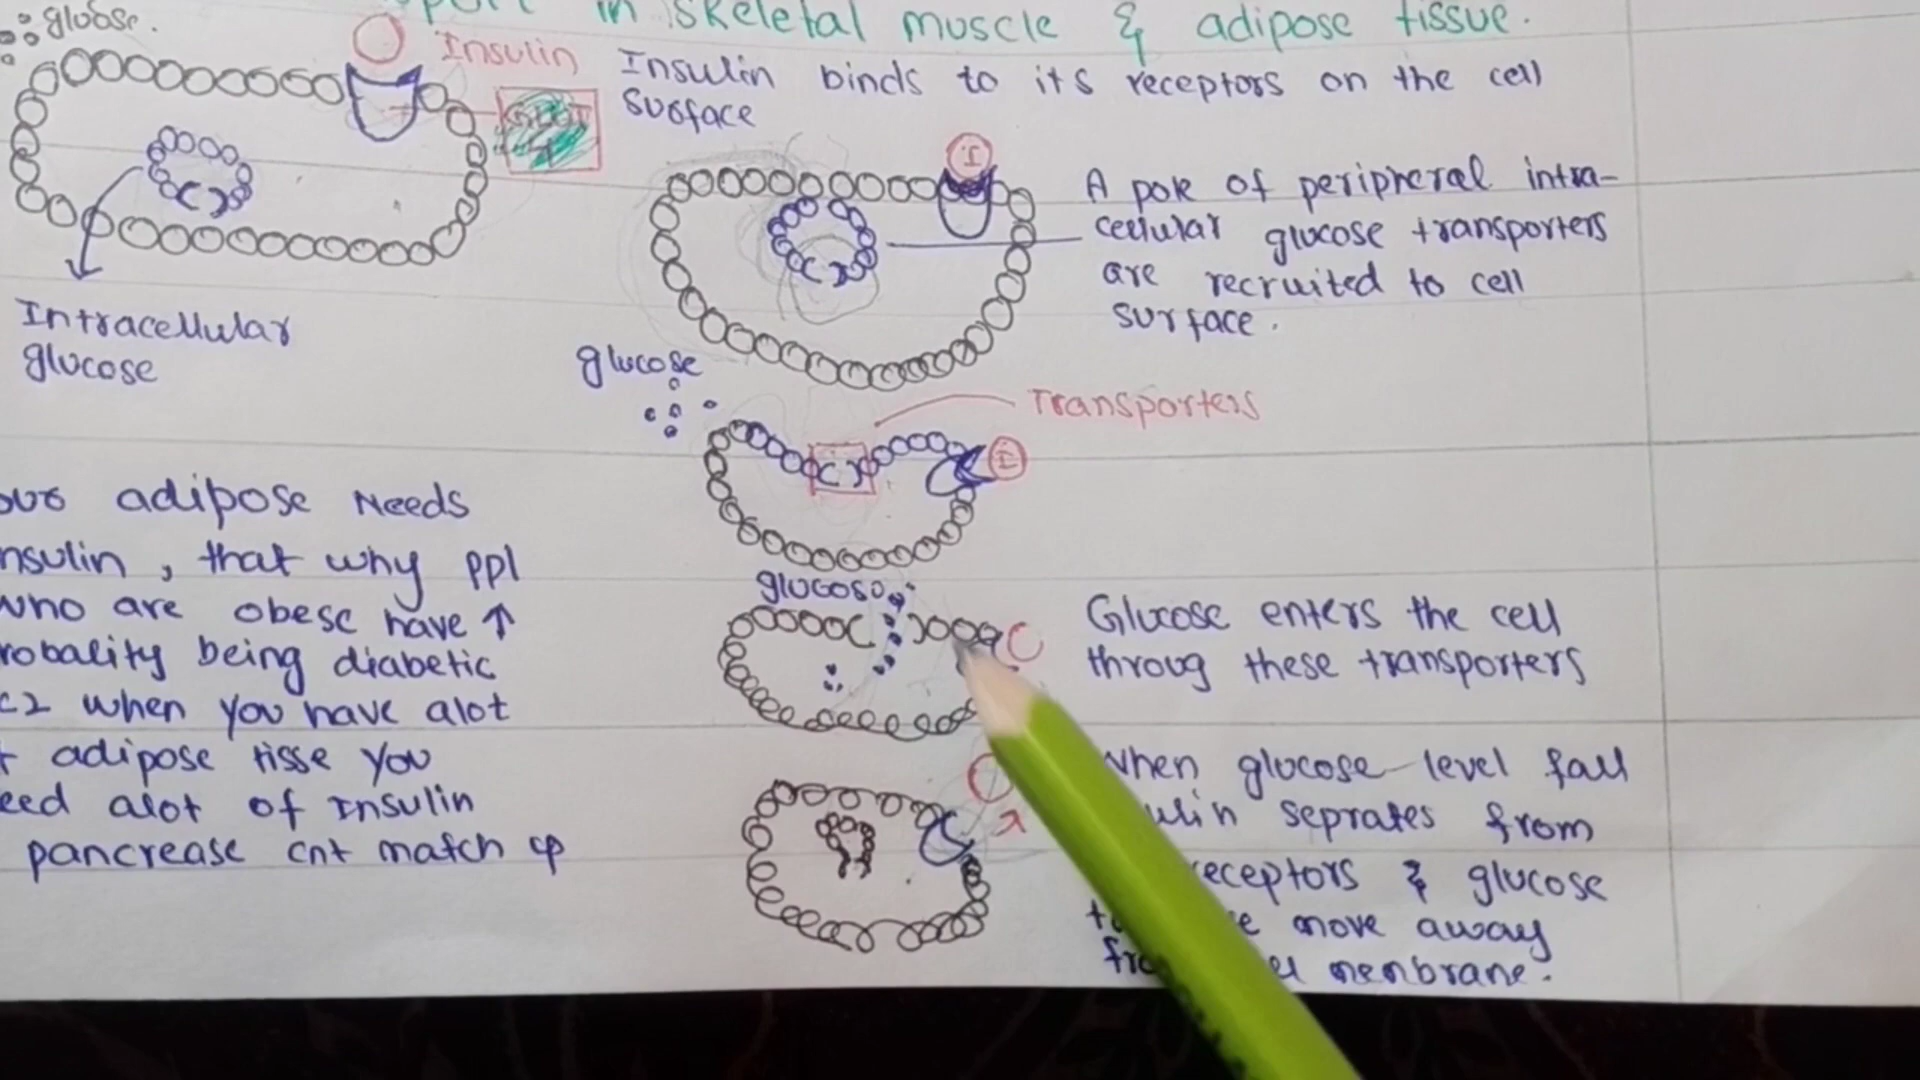 in skeletal muscle & adipose tissue.
glucose.
Insulin
Insulin binds to its receptors on the cell
surface
I
A pole of peripheral intra-
cellular glucose transporters
are recruited to cell
surface.
Intracellular
glucose
glucose
Transporters
I
adipose Needs
nsulin, that why ppl
who are obese have ↑
robality being diabetic
2 when you have alot
adipose tisse you
eed alot of Insulin
pancrease cnt match up
glucose
Glucose enters the cell
throug these transporters
when glucose level fall
ulin seprates from
eceptors & glucose
move away
menbrane.